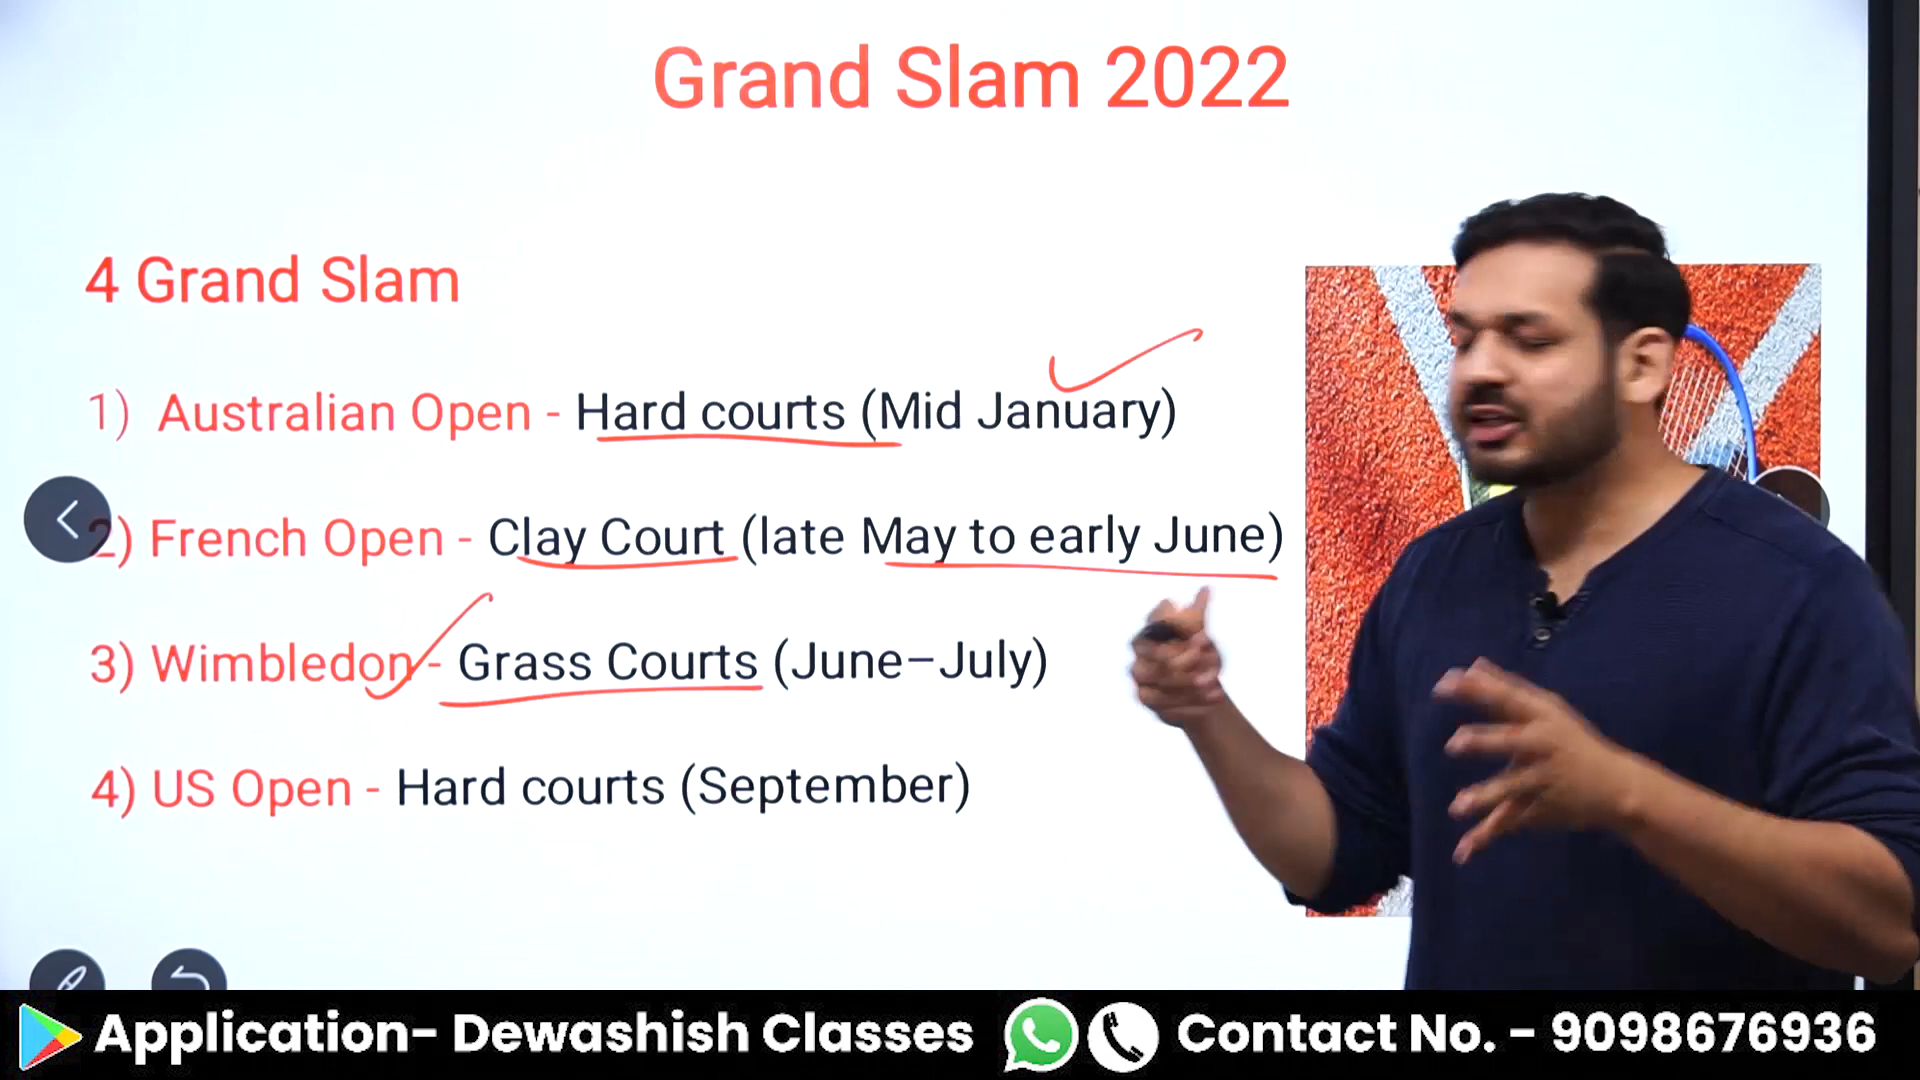 Grand Slam 2022
4 Grand Slam
1) Australian Open - Hard courts (Mid January)
2) French Open - Clay Court (late May to early June)
3) Wimbledon - Grass Courts (June–July)
4) US Open - Hard courts (September)
Application- Dewashish Classes Contact No. - 9098676936